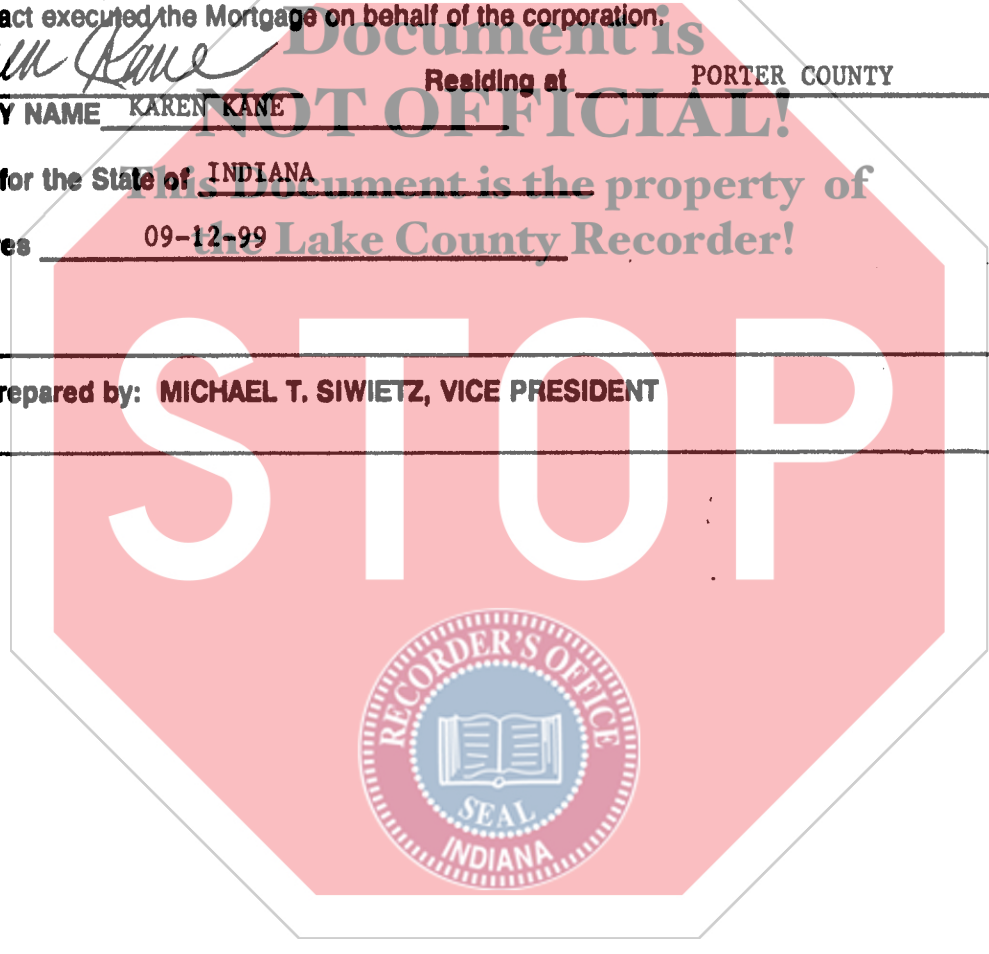 act executed the Mortgage on behalf of the corporation.
Document is
en Kane
Residing at PORTER COUNTY
NOT OFFICIAL!
Y NAME KAREN KANE
for the State of INDIANA
This Document is the property of
the Lake County Recorder!
es 09-12-99
repared by: MICHAEL T. SIWIETZ, VICE PRESIDENT
STOP
RECORDER'S OFFICE
SEAL
INDIANA